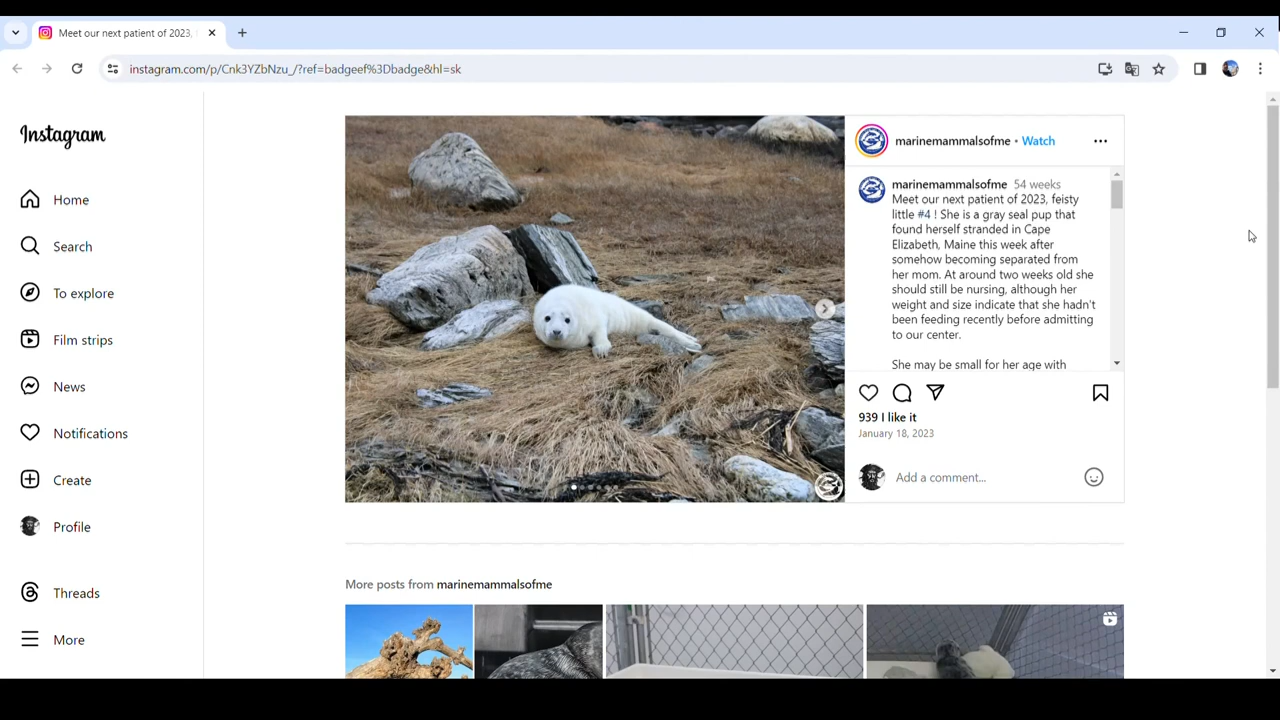 Meet our next patient of 2023,
instagram.com/p/Cnk3YZbNzu_/?ref=badgeef%3Dbadge&hl=sk
Instagram
Home
Search
To explore
Film strips
News
Notifications
Create
Profile
Threads
More
marinemammalsofme • Watch
marinemammalsofme 54 weeks
Meet our next patient of 2023, feisty
little #4 ! She is a gray seal pup that
found herself stranded in Cape
Elizabeth, Maine this week after
somehow becoming separated from
her mom. At around two weeks old she
should still be nursing, although her
weight and size indicate that she hadn't
been feeding recently before admitting
to our center.
She may be small for her age with
939 I like it
January 18, 2023
Add a comment...
More posts from marinemammalsofme